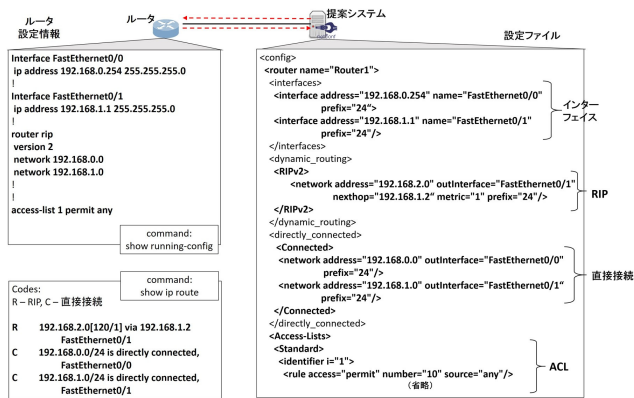 ルータ
設定情報
ルータ
提案システム
設定ファイル
Interface FastEthernet0/0
ip address 192.168.0.254 255.255.255.0
!
Interface FastEthernet0/1
ip address 192.168.1.1 255.255.255.0
!
router rip
version 2
network 192.168.0.0
network 192.168.1.0
!
!
access-list 1 permit any
command:
show running-config
command:
show ip route
Codes:
R – RIP, C – 直接接続
R 192.168.2.0[120/1] via 192.168.1.2
FastEthernet0/1
C 192.168.0.0/24 is directly connected,
FastEthernet0/0
C 192.168.1.0/24 is directly connected,
FastEthernet0/1
<config>
<router name="Router1">
<interfaces>
<interface address="192.168.0.254" name="FastEthernet0/0"
prefix="24“>
<interface address="192.168.1.1" name="FastEthernet0/1"
prefix="24"/>
</interfaces>
<dynamic_routing>
<RIPv2>
<network address="192.168.2.0" outInterface="FastEthernet0/1"
nexthop="192.168.1.2“ metric="1" prefix="24"/>
</RIPv2>
</dynamic_routing>
<directly_connected>
<Connected>
<network address="192.168.0.0" outInterface="FastEthernet0/0"
prefix="24"/>
<network address="192.168.1.0" outInterface="FastEthernet0/1“
prefix="24"/>
</Connected>
</directly_connected>
<Access-Lists>
<Standard>
<identifier i="1">
<rule access="permit" number="10" source="any"/>
(省略)
インター
フェイス
RIP
直接接続
ACL